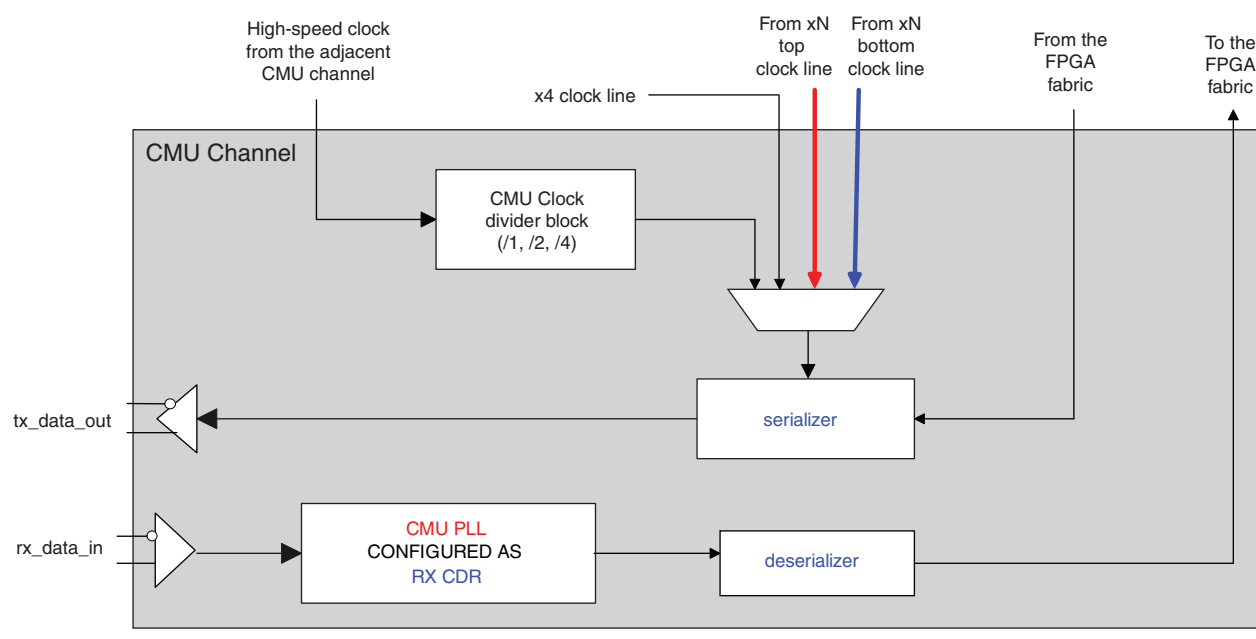 High-speed clock
from the adjacent
CMU channel
From xN
top
clock line
From xN
bottom
clock line
From the
FPGA
fabric
To the
FPGA
fabric
x4 clock line
CMU Channel
CMU Clock
divider block
(/1, /2, /4)
serializer
tx_data_out
rx_data_in
CMU PLL
CONFIGURED AS
RX CDR
deserializer